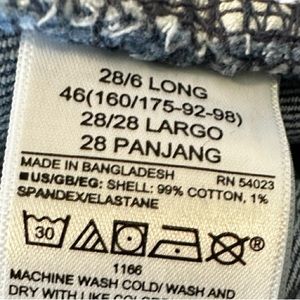 28/6 LONG
46(160/175-92-98)
28/28 LARGO
28 PANJANG
MADE IN BANGLADESH RN 54023
■US/GB/EG: SHELL: 99% COTTON, 1%
SPANDEX/ELASTANE
30 ®
1166
MACHINE WASH COLD/ WASH AND
DRY WITH LIKE COLORS